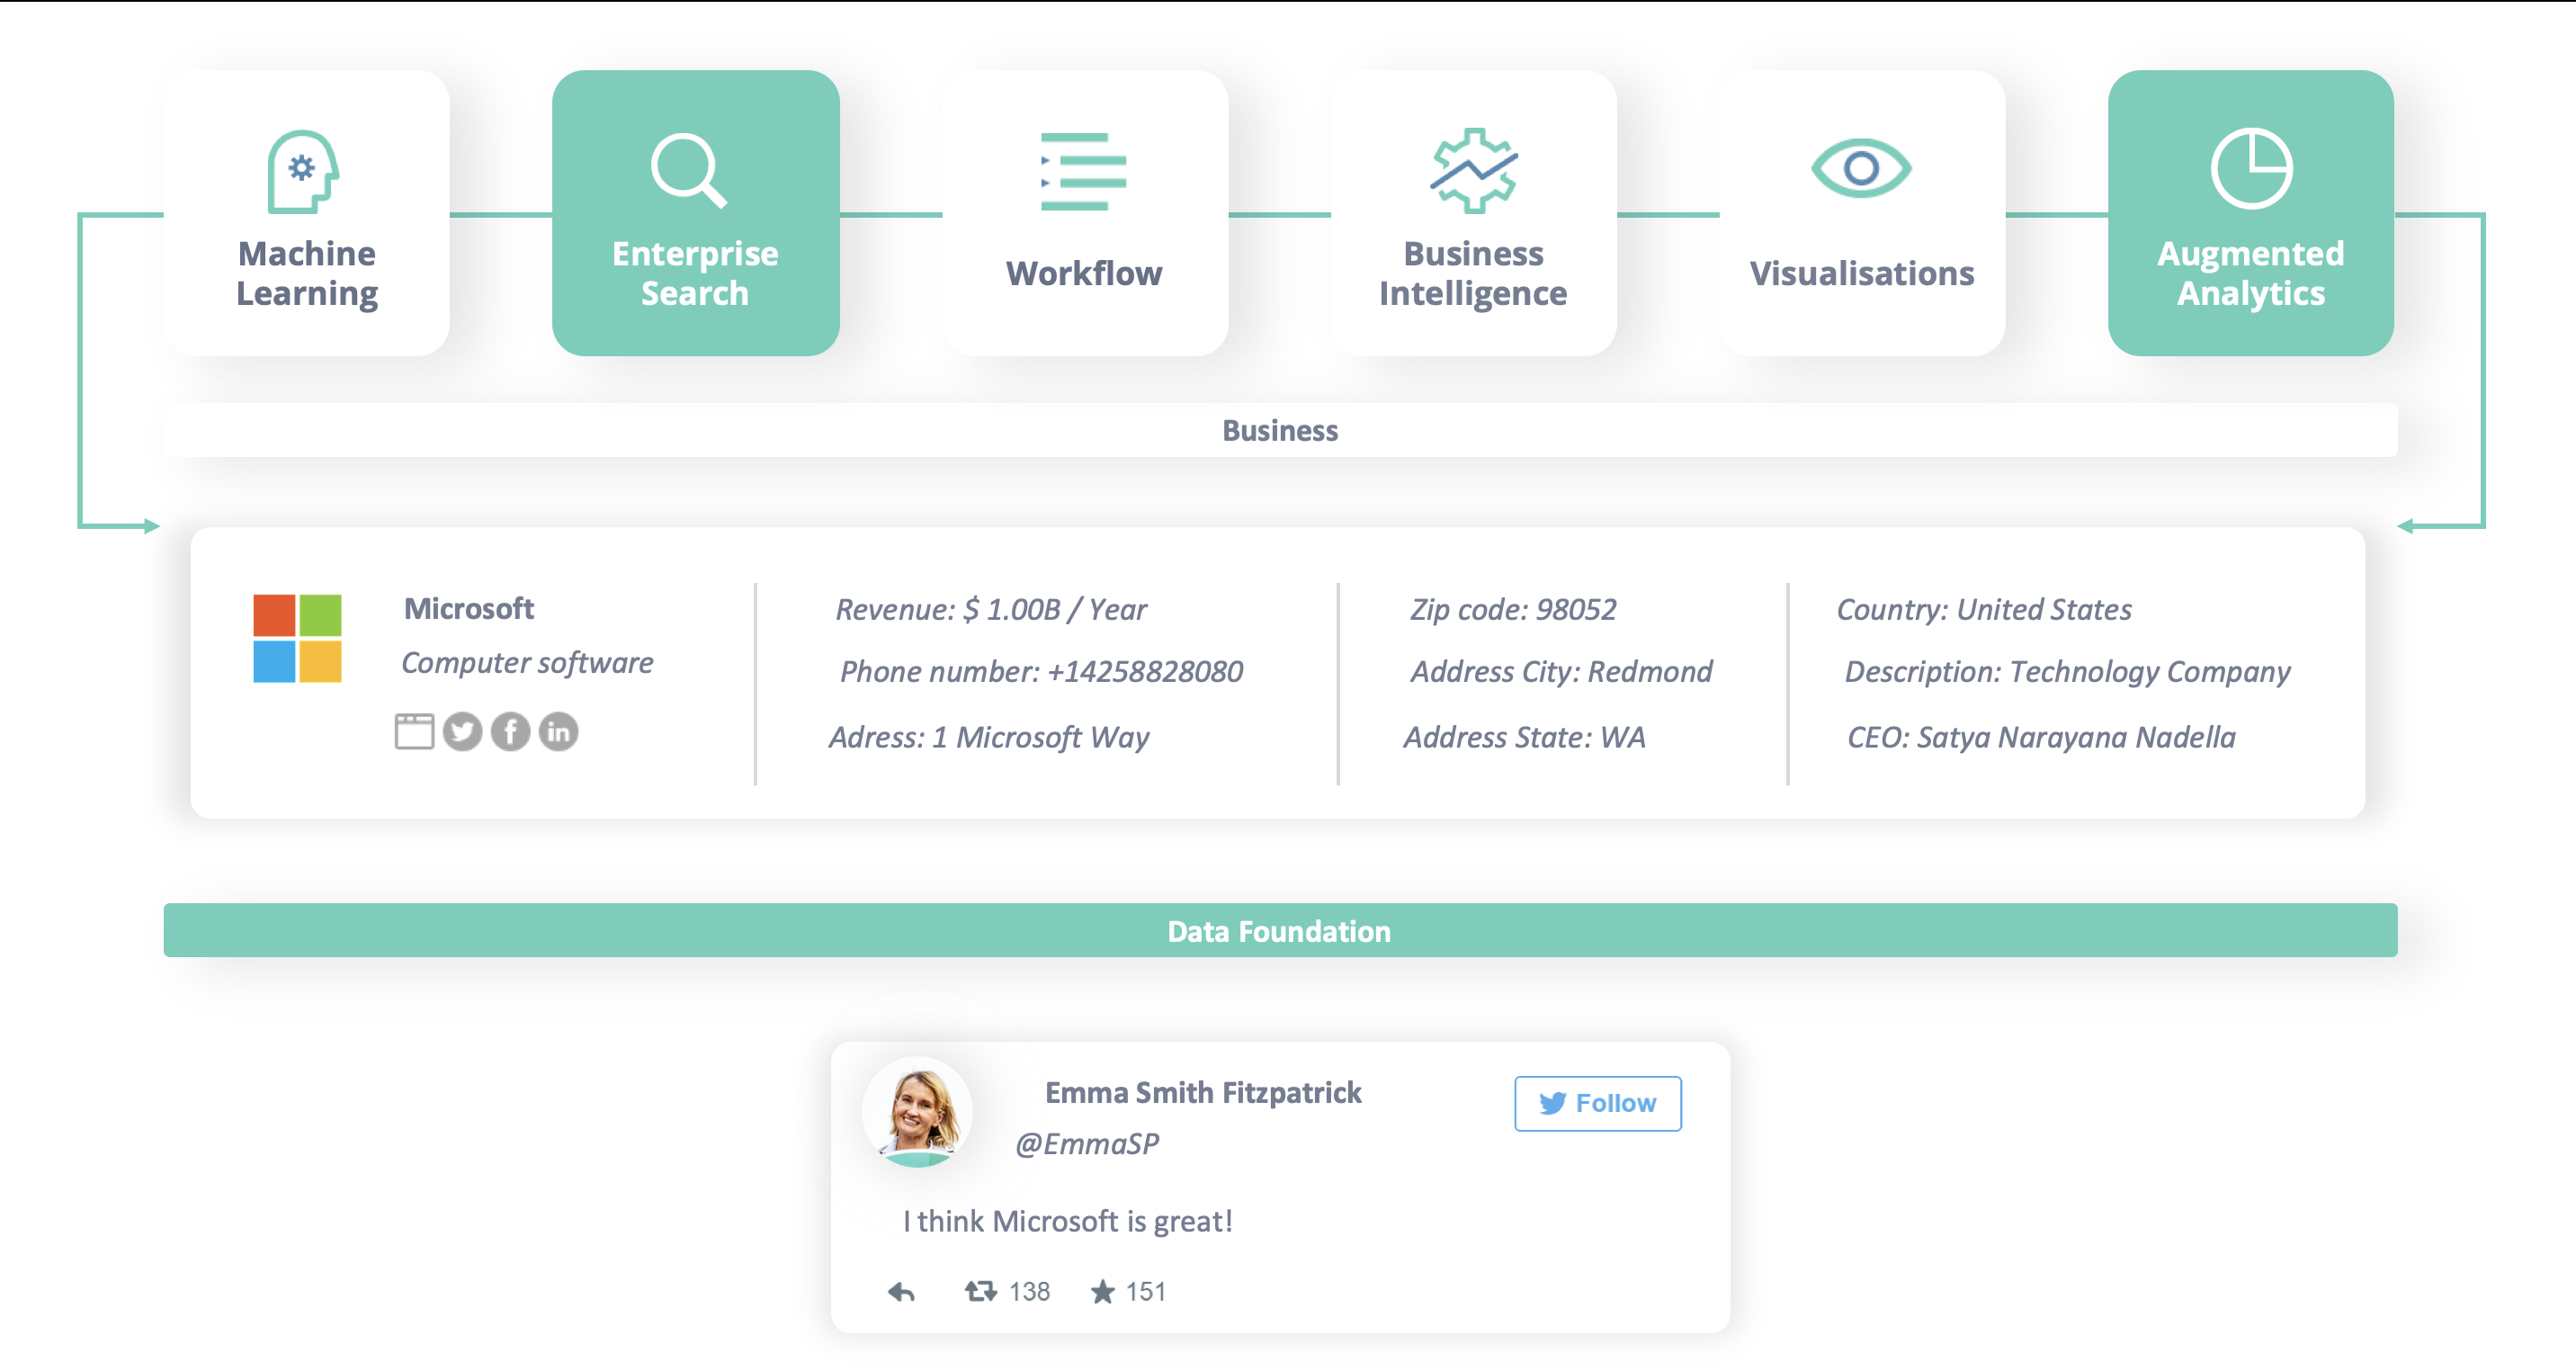 Machine
Learning
Enterprise
Search
Workflow
Business
Intelligence
Visualisations
Augmented
Analytics
Business
Microsoft
Computer software
in
Revenue: $ 1.00B / Year
Phone number: +14258828080
Adress: 1 Microsoft Way
Zip code: 98052
Address City: Redmond
Address State: WA
Country: United States
Description: Technology Company
CEO: Satya Narayana Nadella
Data Foundation
Emma Smith Fitzpatrick
@EmmaSP
Follow
I think Microsoft is great!
138 151